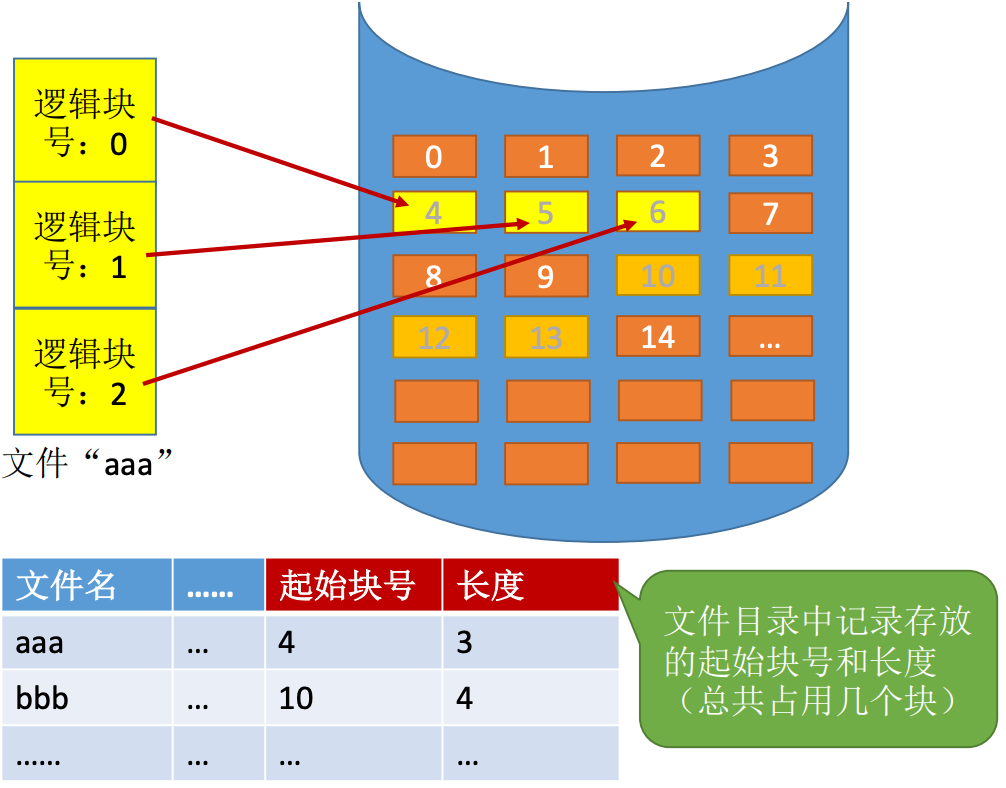 逻辑块
号：0
逻辑块
号：1
逻辑块
号：2
文件“aaa”
0 1 2 3
4 5 6 7
8 9 10 11
12 13 14 …
文件名 …… 起始块号 长度
aaa … 4 3
bbb … 10 4
…… … … …
文件目录中记录存放
的起始块号和长度
（总共占用几个块）